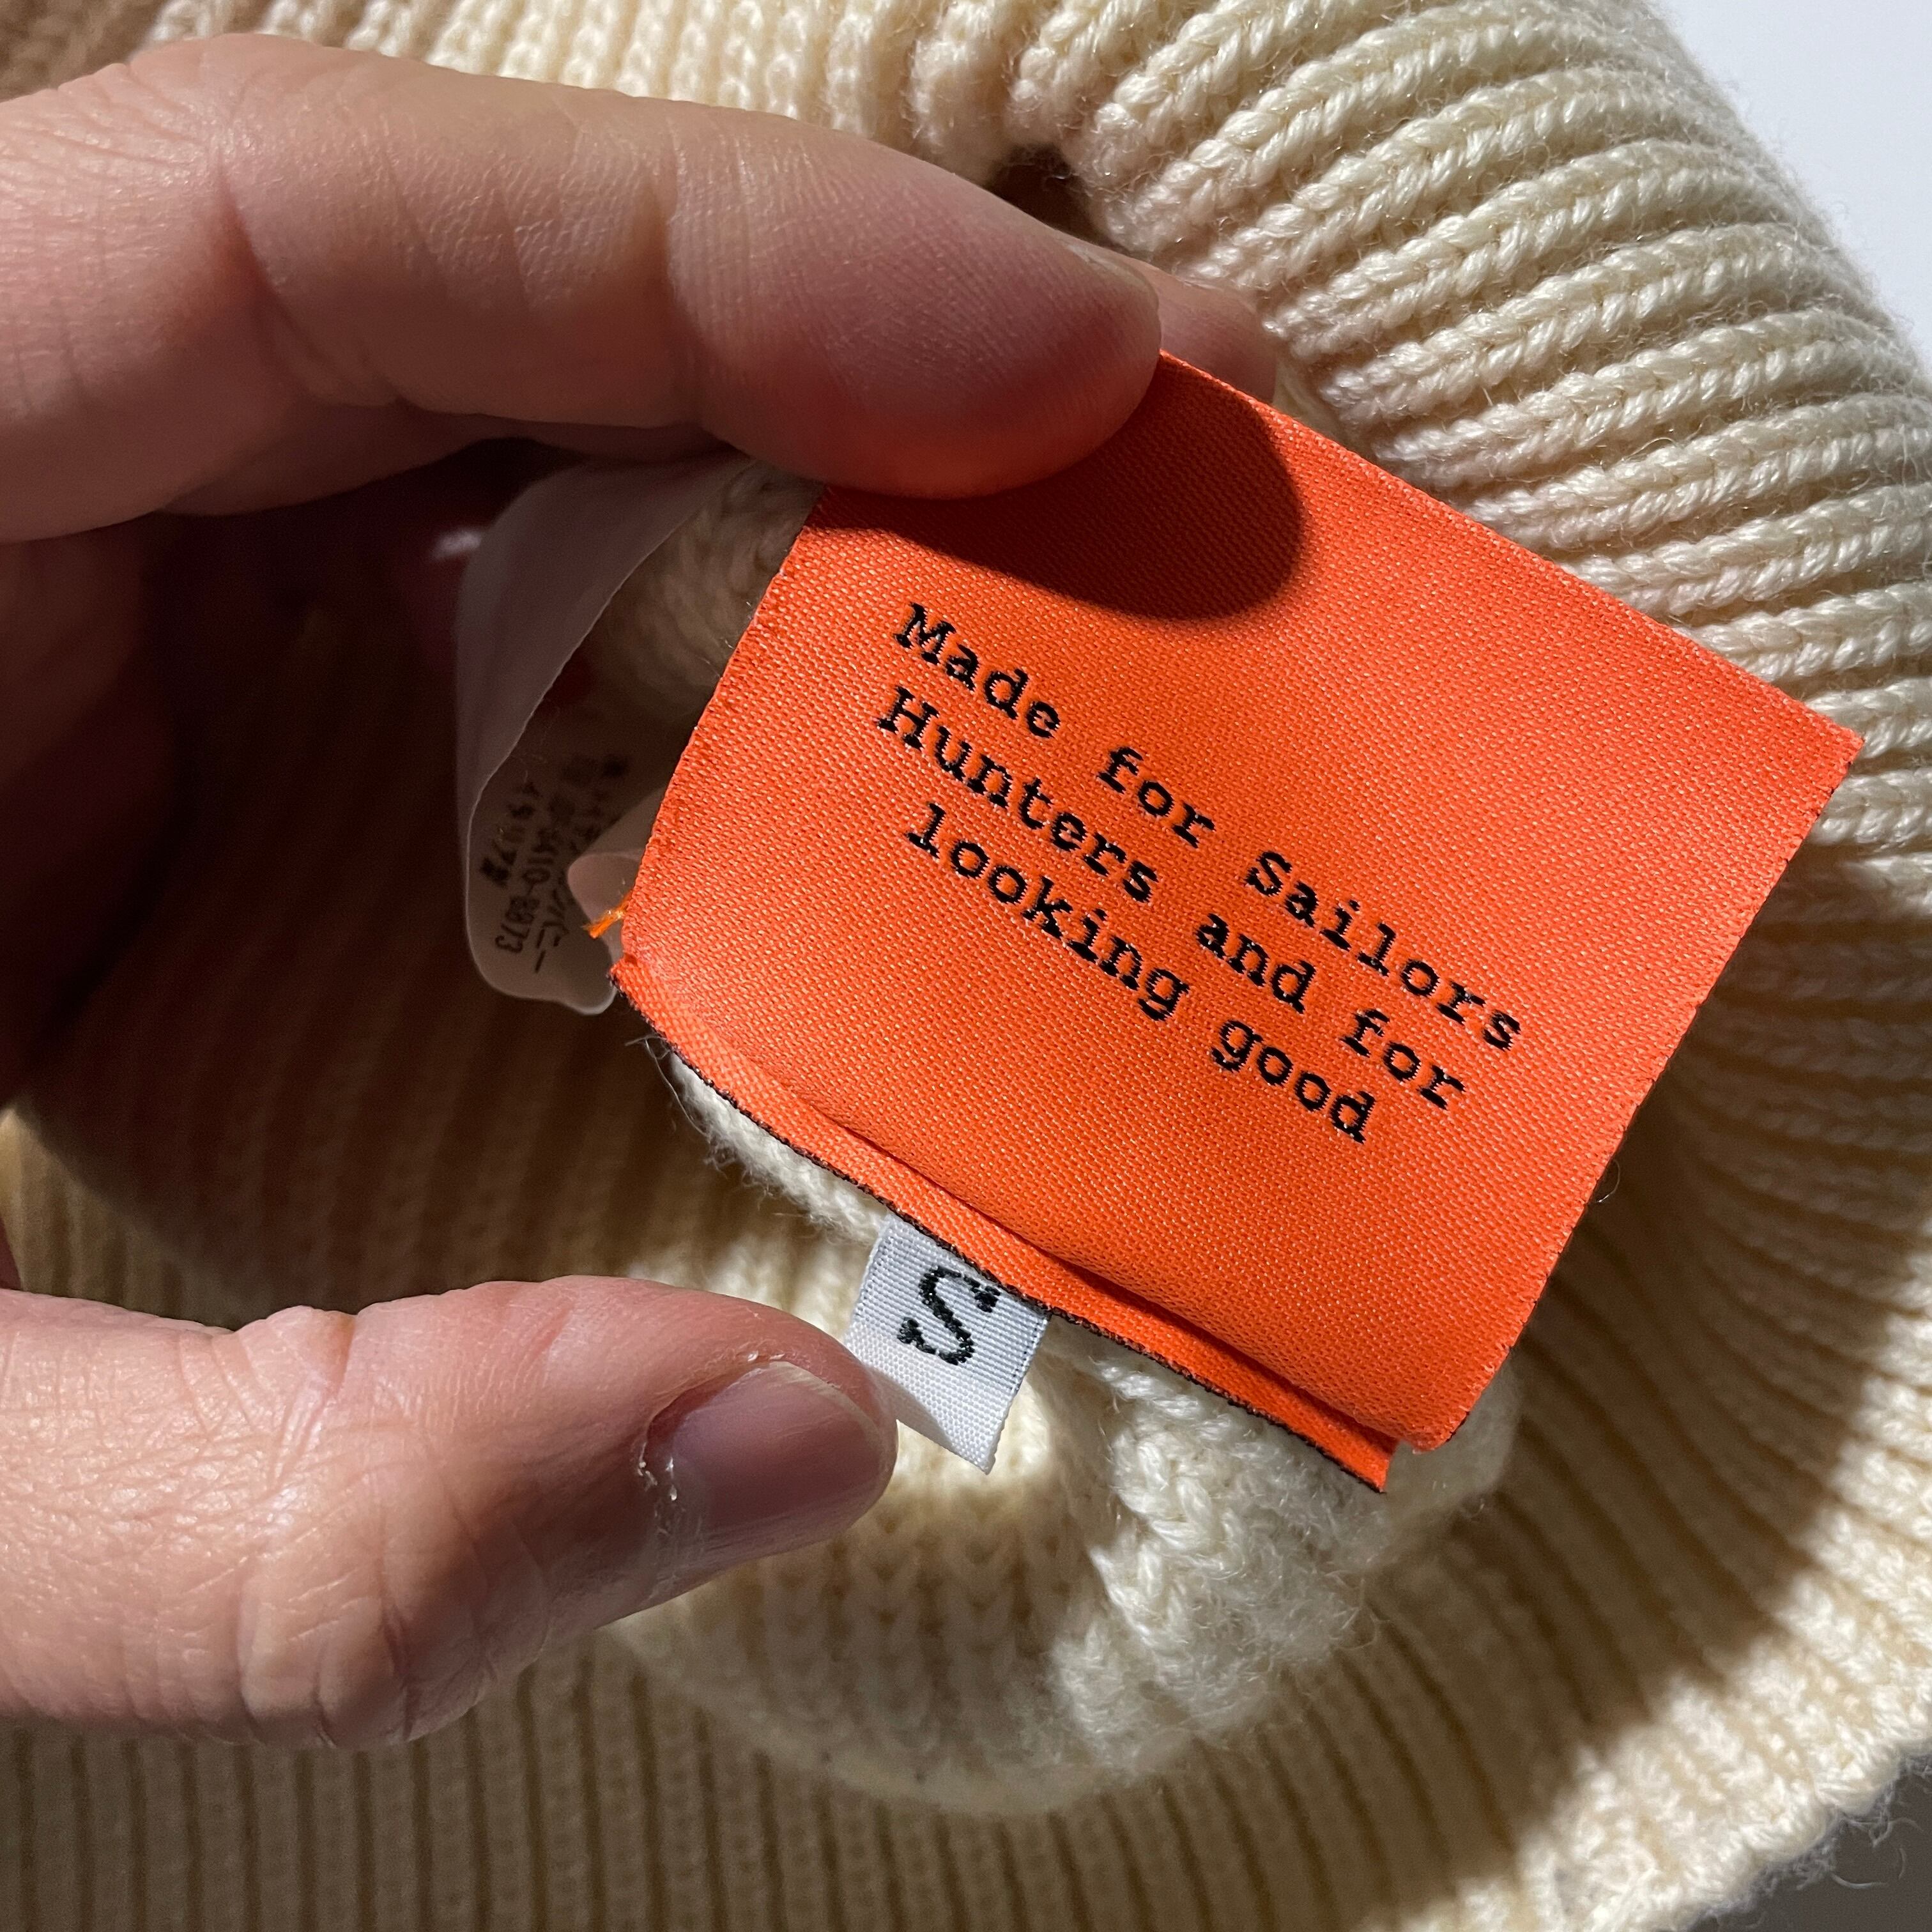 Made for Sailors
Hunters and for
looking good
S